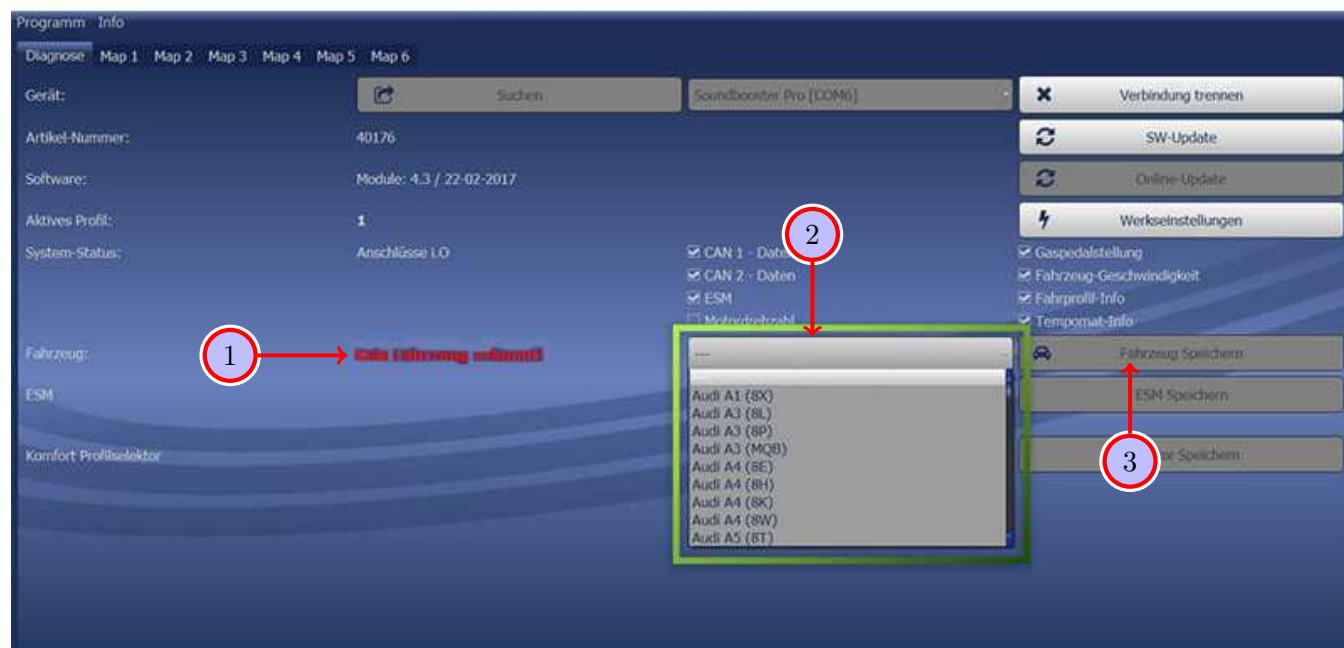 Programm Info
Diagnose Map 1 Map 2 Map 3 Map 4 Map 5 Map 6
Gerät: Suchen Soundbooster Pro [COM6] Verbindung trennen
Artikel-Nummer: 40176 SW-Update
Software: Module: 4.3 / 22-02-2017 Online-Update
Aktives Profil: 1 Werkseinstellungen
2
System-Status: Anschlüsse I.O CAN 1 - Daten Gaspedalstellung
CAN 2 - Daten Fahrzeug-Geschwindigkeit
ESM Fahrprofil-Info
Motordrehzahl Tempomat-Info
Fahrzeug: 1 Kein Fahrzeug erkannt! --- Fahrzeug Speichern
ESM ESM Speichern
Audi A1 (8X)
Audi A3 (8L)
Audi A3 (8P)
Audi A3 (MQB)
Komfort Profilselektor 3 Speichern
Audi A4 (8E)
Audi A4 (8H)
Audi A4 (8K)
Audi A4 (8W)
Audi A5 (8T)